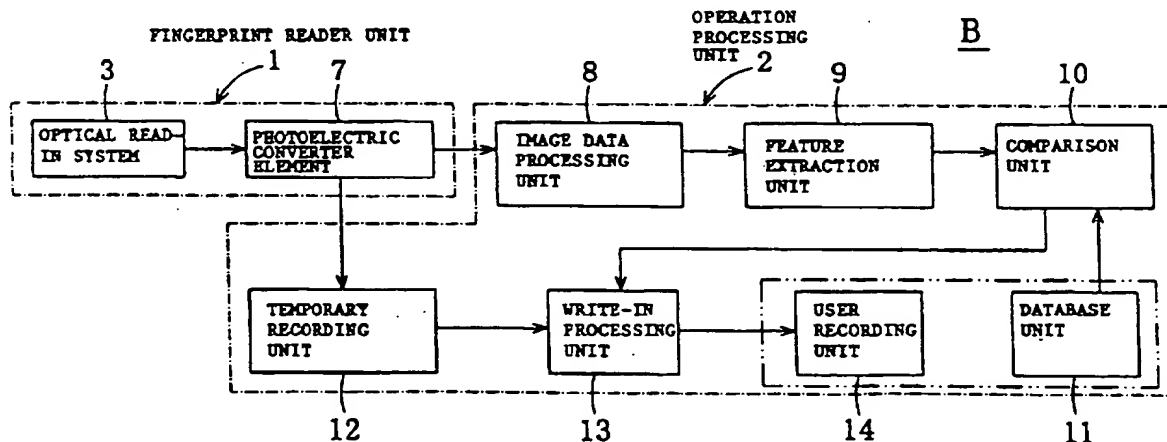 FINGERPRINT READER UNIT
1
OPERATION
PROCESSING
UNIT
2
B
3
7
8
9
10
OPTICAL READ-
IN SYSTEM
PHOTOELECTRIC
CONVERTER
ELEMENT
IMAGE DATA
PROCESSING
UNIT
FEATURE
EXTRACTION
UNIT
COMPARISON
UNIT
TEMPORARY
RECORDING
UNIT
WRITE-IN
PROCESSING
UNIT
USER
RECORDING
UNIT
DATABASE
UNIT
12
13
14
11